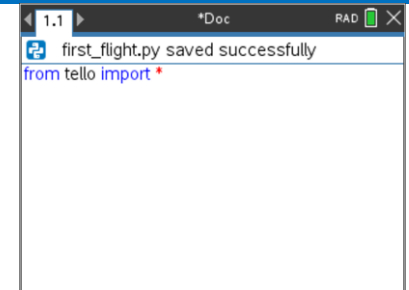 1.1 *Doc RAD
first_flight.py saved successfully
from tello import *